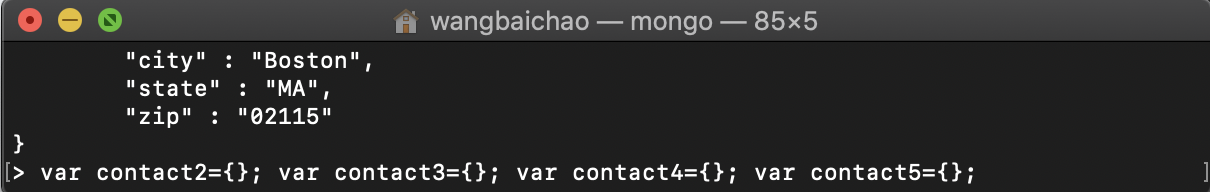 wangbaichao — mongo — 85×5
"city" : "Boston",
"state" : "MA",
"zip" : "02115"
}
[> var contact2={}; var contact3={}; var contact4={}; var contact5={}; ]